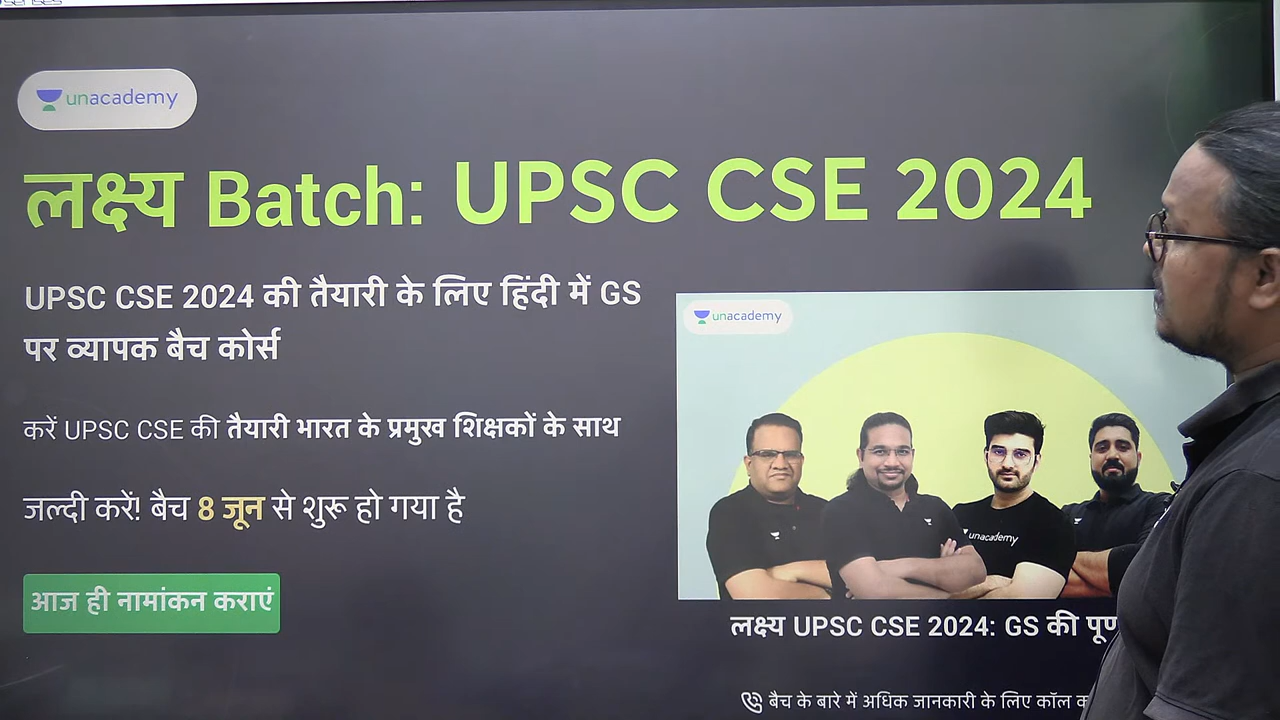 unacademy
लक्ष्य Batch: UPSC CSE 2024
UPSC CSE 2024 की तैयारी के लिए हिंदी में GS
पर व्यापक बैच कोर्स
करें UPSC CSE की तैयारी भारत के प्रमुख शिक्षकों के साथ
जल्दी करें! बैच 8 जून से शुरू हो गया है
आज ही नामांकन कराएं
unacademy
unacademy
लक्ष्य UPSC CSE 2024: GS की
बैच के बारे में अधिक जानकारी के लिए कॉल